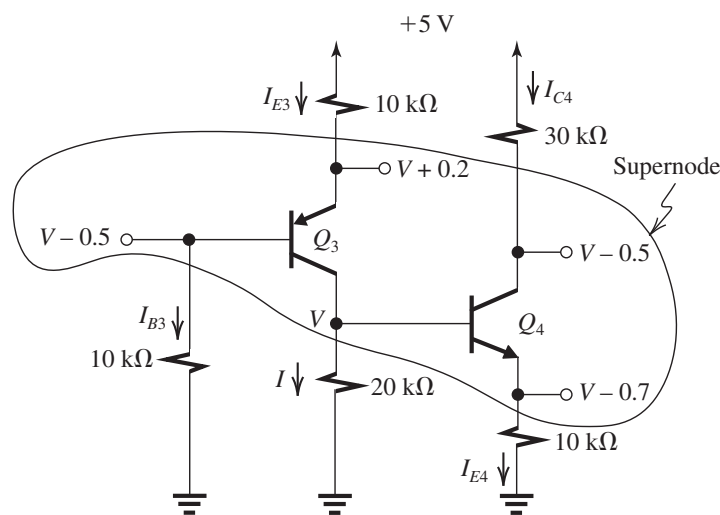 +5 V
I_E3
10 kΩ
I_C4
30 kΩ
Supernode
V + 0.2
V – 0.5
Q_3
V – 0.5
I_B3
V
Q_4
10 kΩ
I
20 kΩ
V – 0.7
10 kΩ
I_E4